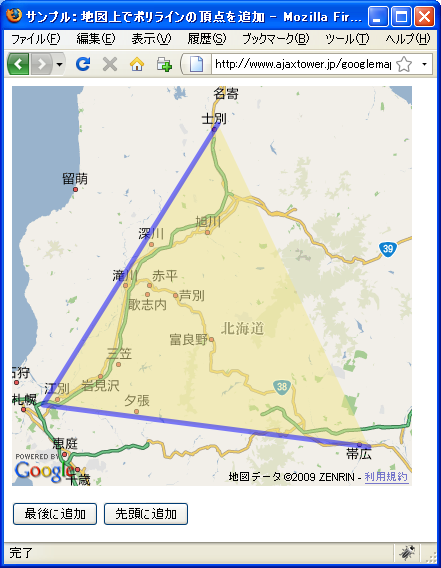 サンプル: 地図上でポリラインの頂点を追加 - Mozilla Fir...
ファイル(F) 編集(E) 表示(V) 履歴(S) ブックマーク(B) ツール(T) ヘルプ(H)
http://www.ajaxtower.jp/googlema
名寄
士別
留萌
深川
旭川
39
滝川
赤平
歌志内
芦別
北海道
富良野
三笠
石狩
江別
岩見沢
38
札幌
夕張
恵庭
帯広
千歳
POWERED BY
Google
地図データ ©2009 ZENRIN - 利用規約
最後に追加 先頭に追加
完了